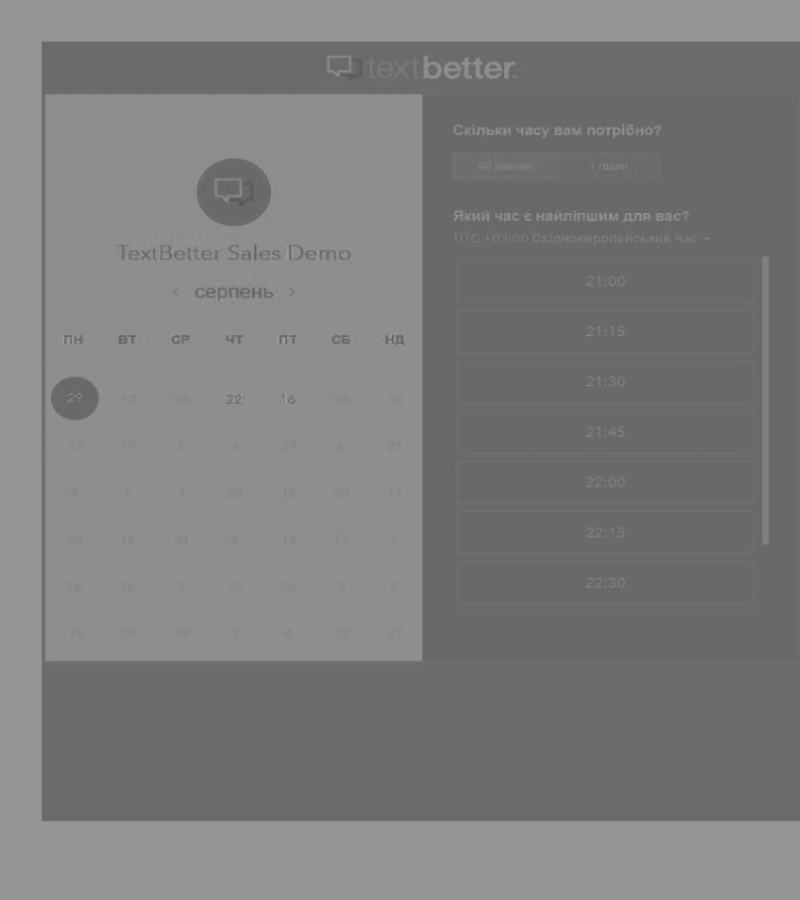 textbetter.
TextBetter Sales Demo
‹ серпень ›
ПН ВТ СР ЧТ ПТ СБ НД
29 12 15 22 16 15 15
13 19 5 4 29 6 21
9 1 7 30 15 30 11
28 16 31 4 14 17 2
16 16 7 12 26 3 2
15 30 19 3 4 22 27
Скільки часу вам потрібно?
40 хвилин 1 годин
Який час є найліпшим для вас?
UTC +03:00 Східноєвропейський час
21:00
21:15
21:30
21:45
22:00
22:15
22:30